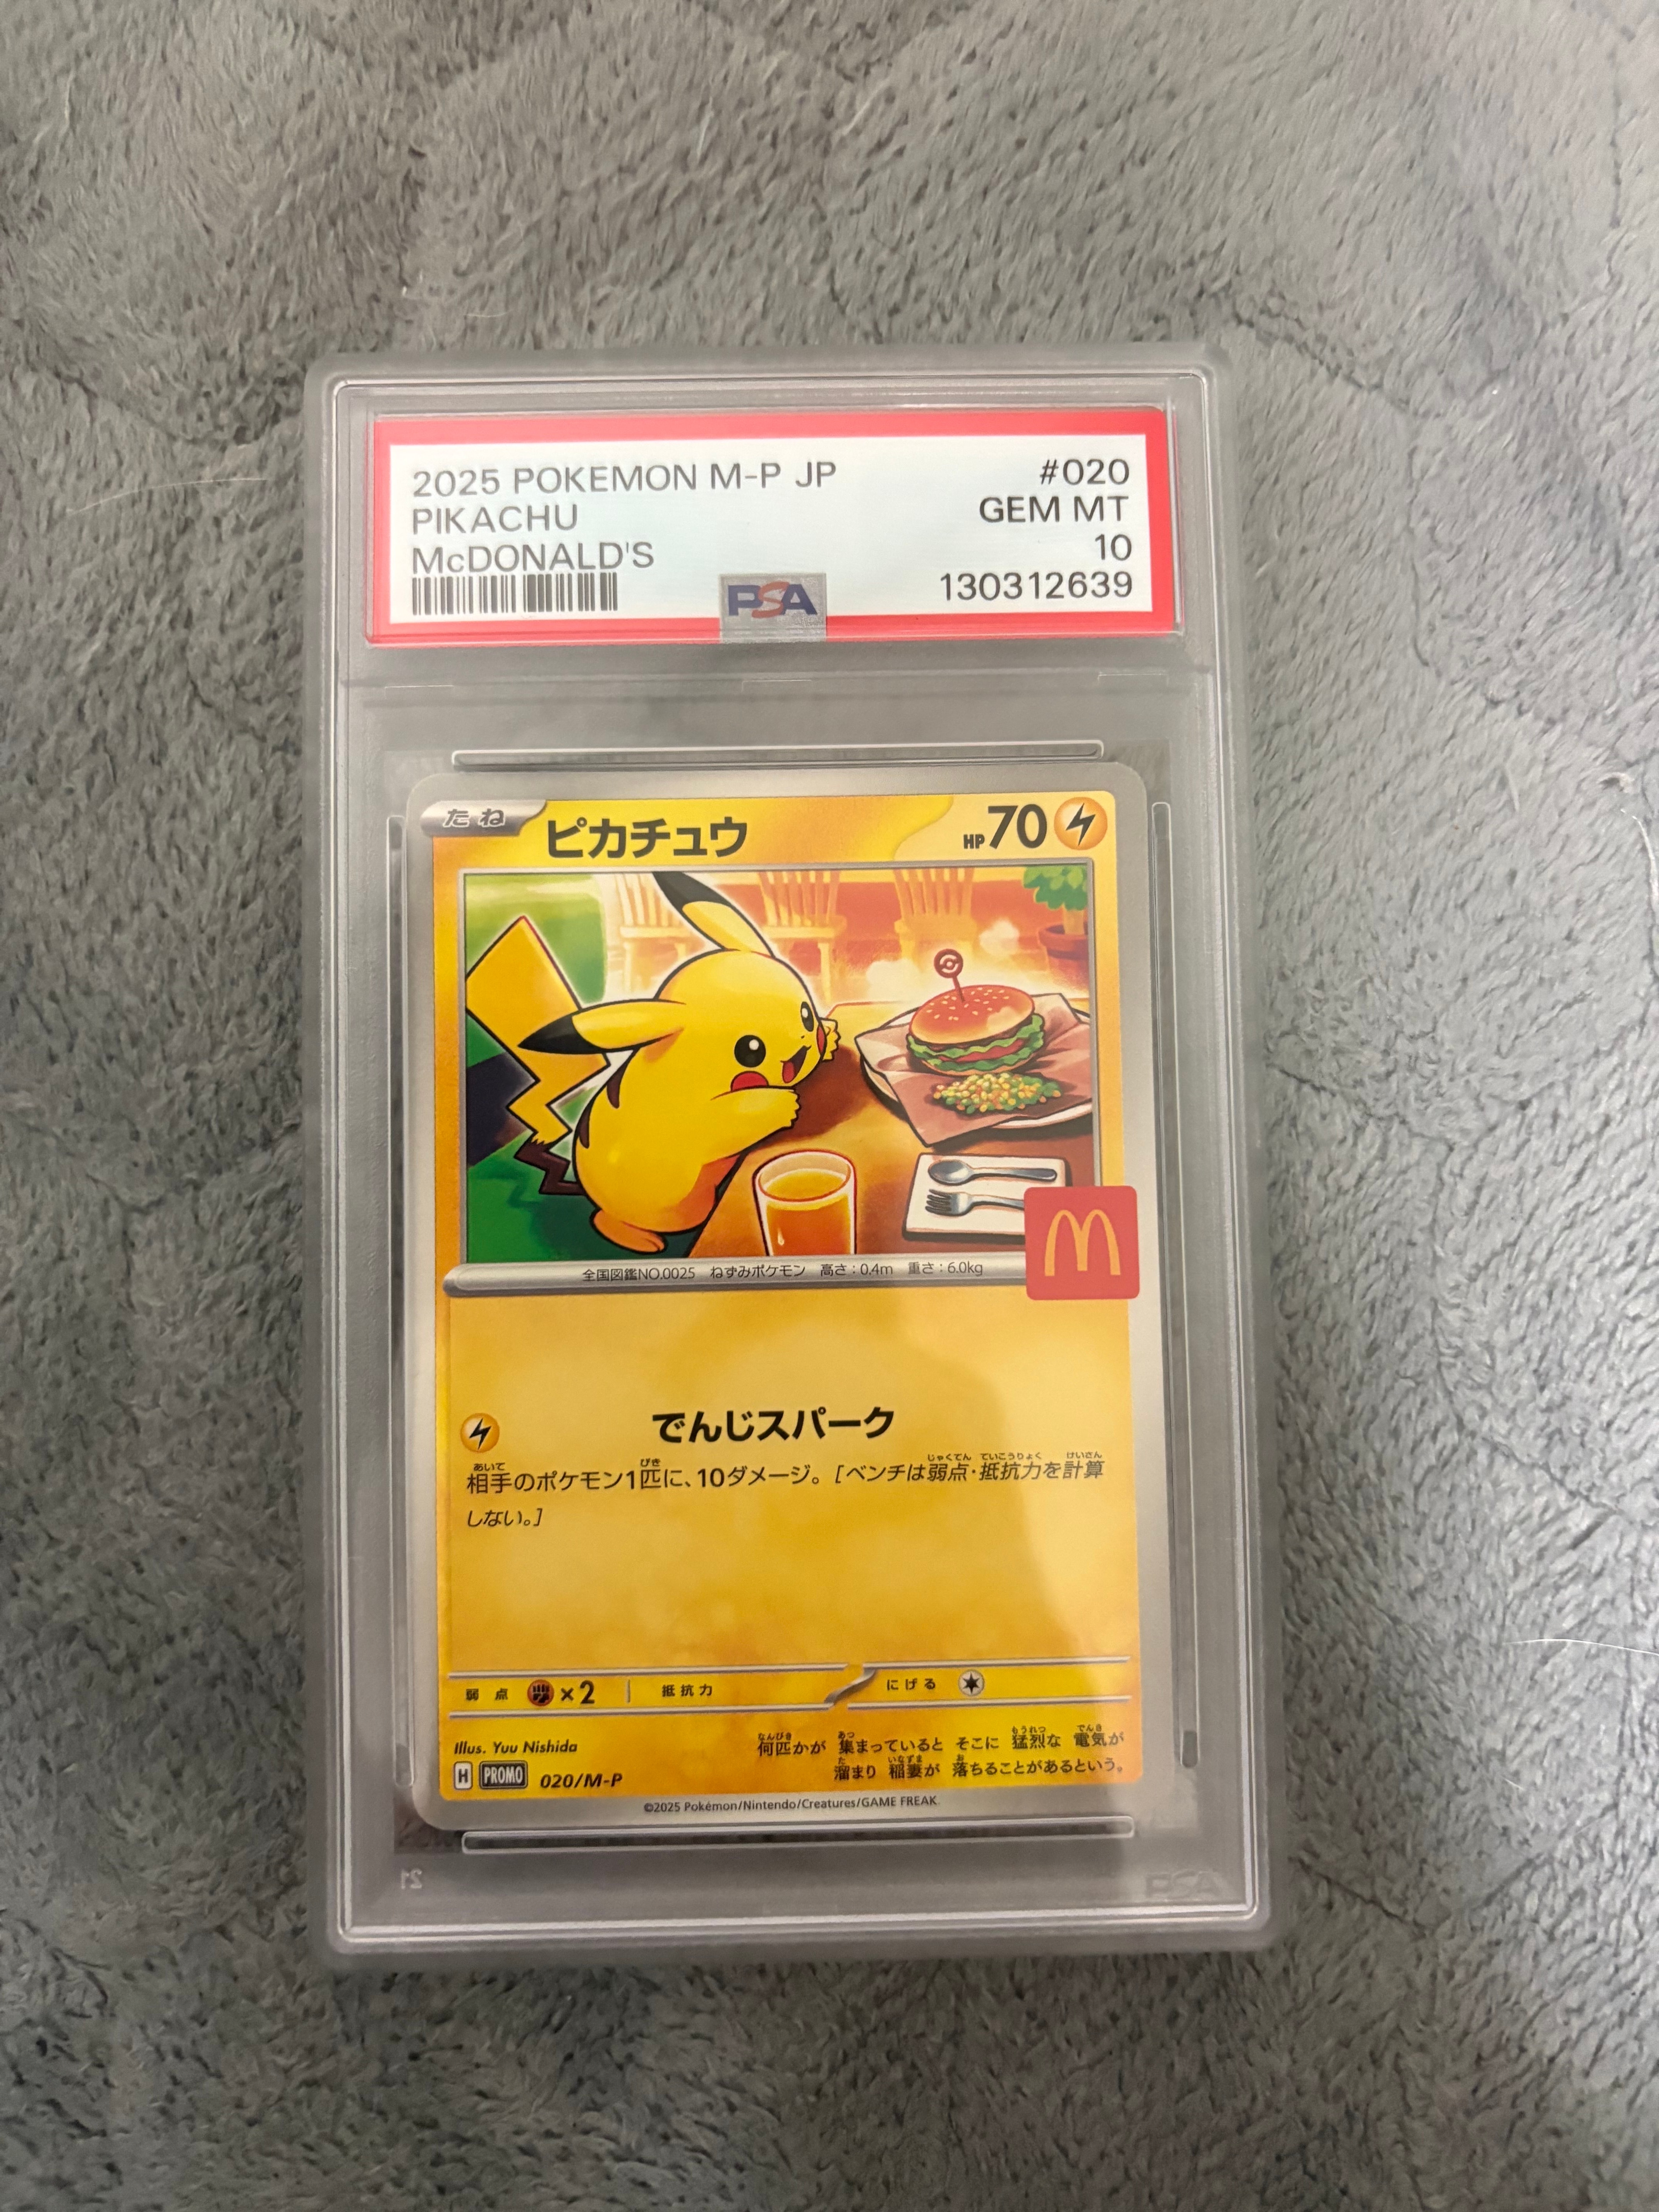 2025 POKEMON M-P JP #020
PIKACHU GEM MT
McDONALD'S 10
130312639
PSA
たね ピカチュウ HP70
全国図鑑NO.0025 ねずみポケモン 高さ:0.4m 重さ:6.0kg
でんじスパーク
相手のポケモン1匹に、10ダメージ。[ベンチは弱点・抵抗力を計算
しない。]
弱点 ×2 抵抗力 にげる
Illus. Yuu Nishida
何匹かが 集まっていると そこに 猛烈な 電気が
溜まり 稲妻が 落ちることがあるという。
H PROMO 020/M-P
©2025 Pokémon/Nintendo/Creatures/GAME FREAK.
21
PSA